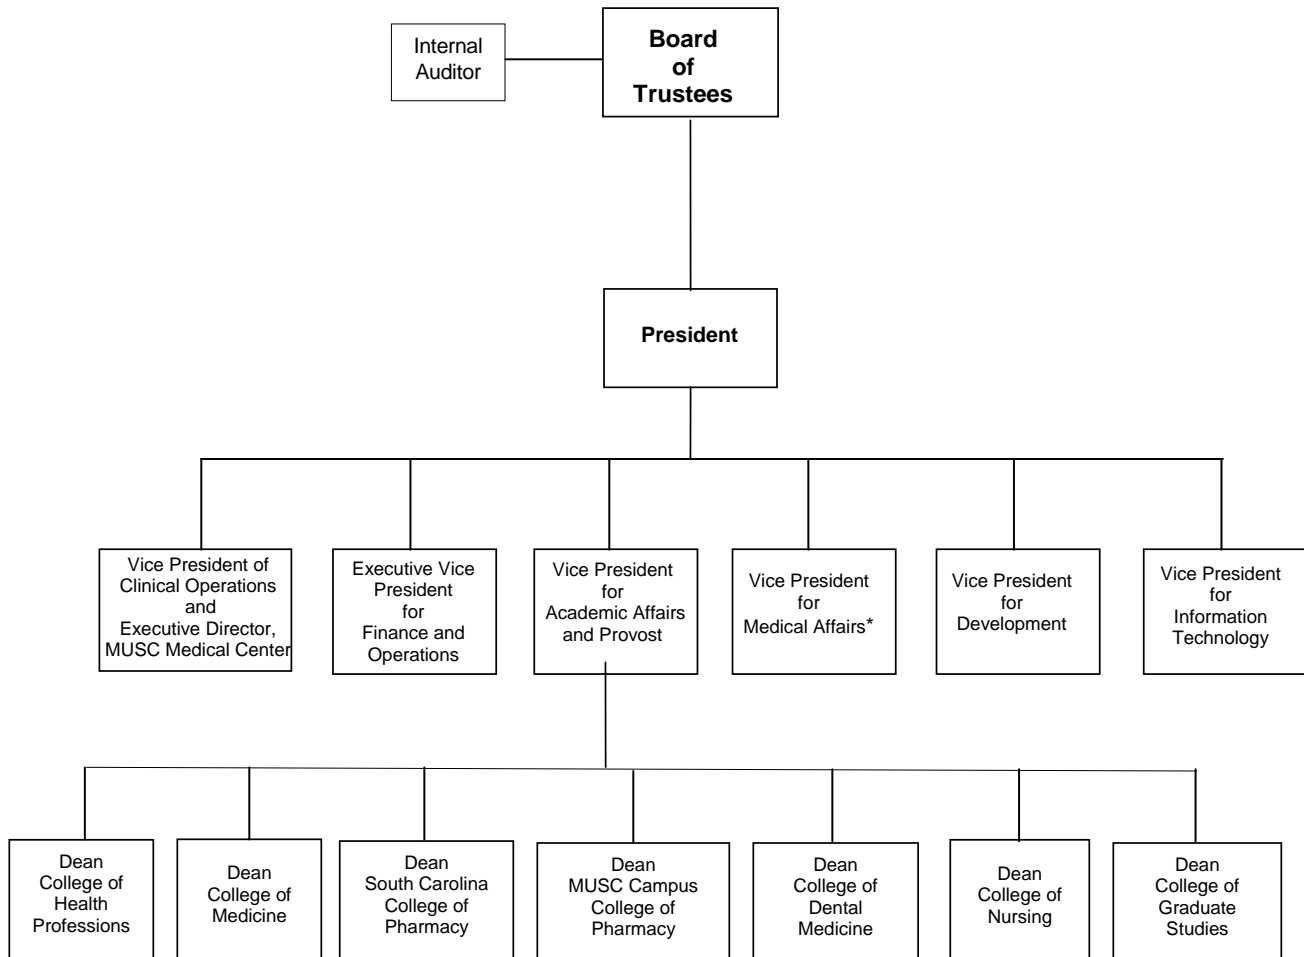 Internal
Auditor
Board
of
Trustees
President
Vice President of
Clinical Operations
and
Executive Director,
MUSC Medical Center
Executive Vice
President
for
Finance and
Operations
Vice President
for
Academic Affairs
and Provost
Vice President
for
Medical Affairs*
Vice President
for
Development
Vice President
for
Information
Technology
Dean
College of
Health
Professions
Dean
College of
Medicine
Dean
South Carolina
College of
Pharmacy
Dean
MUSC Campus
College of
Pharmacy
Dean
College of
Dental
Medicine
Dean
College of
Nursing
Dean
College of
Graduate
Studies